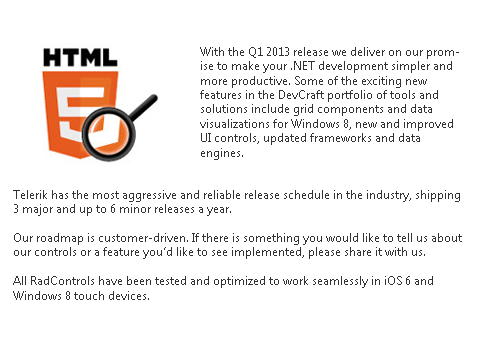 HTML
5
With the Q1 2013 release we deliver on our prom-
ise to make your .NET development simpler and
more productive. Some of the exciting new
features in the DevCraft portfolio of tools and
solutions include grid components and data
visualizations for Windows 8, new and improved
UI controls, updated frameworks and data
engines.
Telerik has the most aggressive and reliable release schedule in the industry, shipping
3 major and up to 6 minor releases a year.
Our roadmap is customer-driven. If there is something you would like to tell us about
our controls or a feature you’d like to see implemented, please share it with us.
All RadControls have been tested and optimized to work seamlessly in iOS 6 and
Windows 8 touch devices.